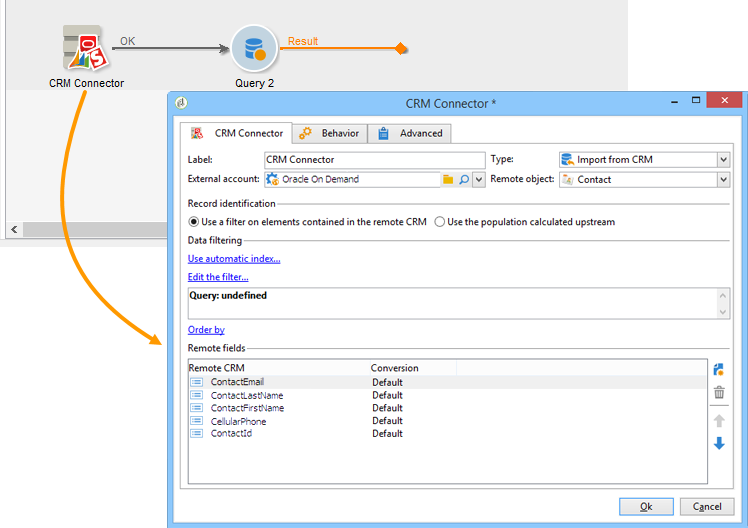 OK
Result
CRM Connector
Query 2
CRM Connector *
CRM Connector Behavior Advanced
Label: CRM Connector Type: Import from CRM
External account: Oracle On Demand Remote object: Contact
Record identification
Use a filter on elements contained in the remote CRM Use the population calculated upstream
Data filtering
Use automatic index...
Edit the filter...
Query: undefined
Order by
Remote fields
Remote CRM Conversion
ContactEmail Default
ContactLastName Default
ContactFirstName Default
CellularPhone Default
ContactId Default
Ok Cancel